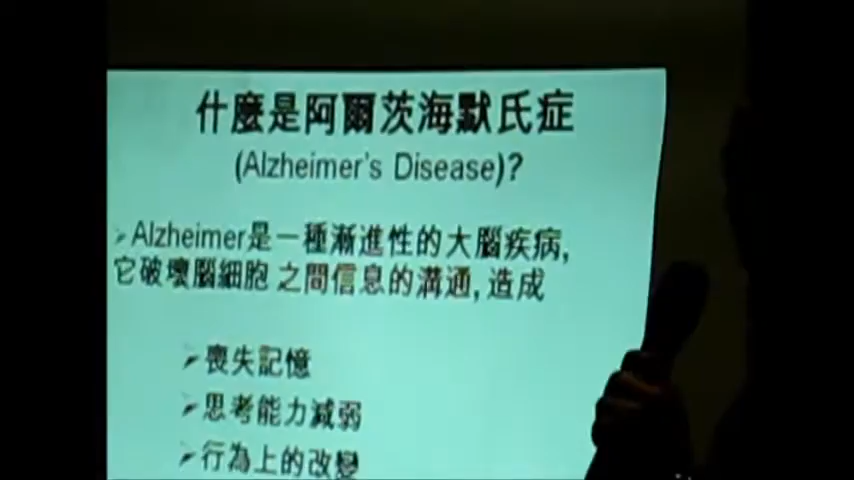 什麼是阿爾茨海默氏症
(Alzheimer's Disease)?
Alzheimer是一種漸進性的大腦疾病,
它破壞腦細胞 之間信息的溝通, 造成
喪失記憶
思考能力減弱
行為上的改變